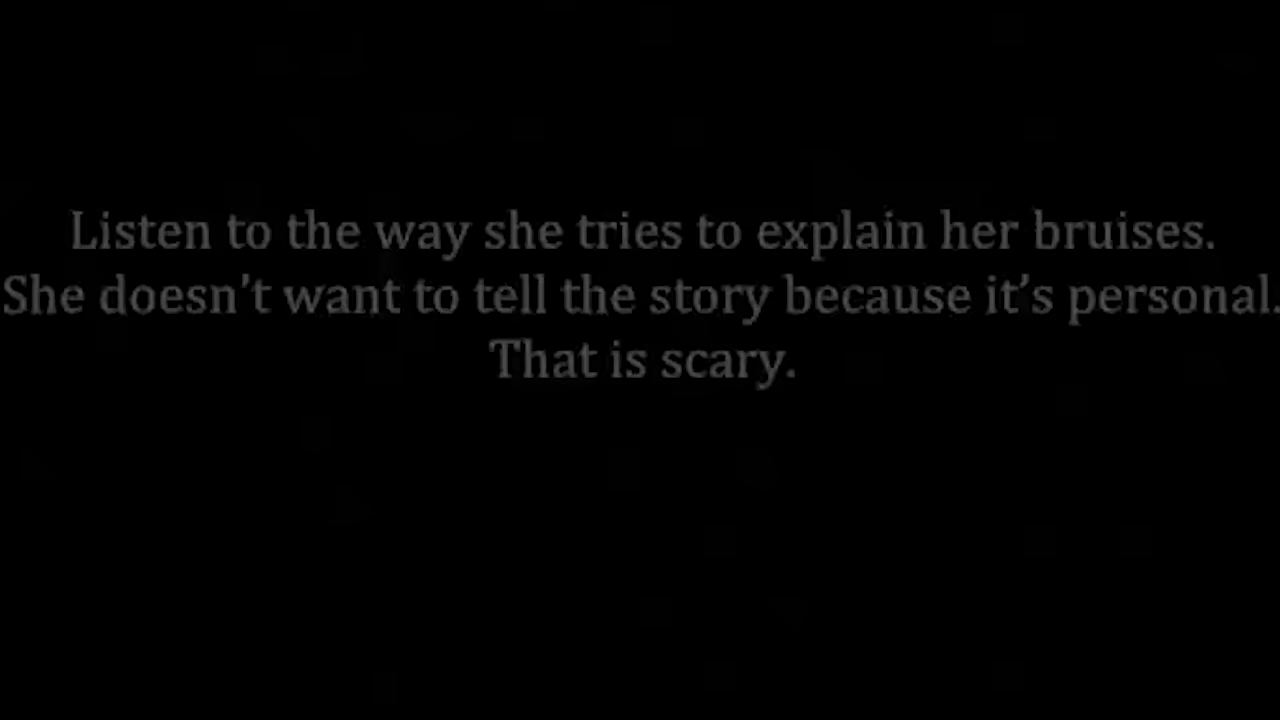 Listen to the way she tries to explain her bruises.
She doesn’t want to tell the story because it’s personal.
That is scary.